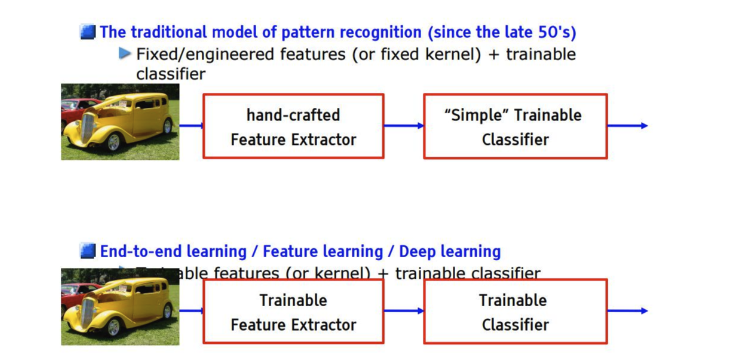 The traditional model of pattern recognition (since the late 50's)
Fixed/engineered features (or fixed kernel) + trainable
classifier
hand-crafted
Feature Extractor
“Simple” Trainable
Classifier
End-to-end learning / Feature learning / Deep learning
features (or kernel) + trainable classifier
Trainable
Feature Extractor
Trainable
Classifier